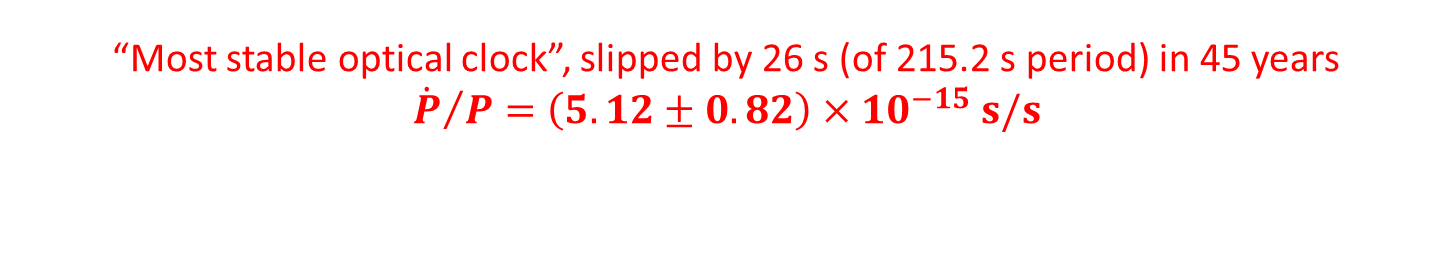 “Most stable optical clock”, slipped by 26 s (of 215.2 s period) in 45 years
Ṗ/P = (5.12 ± 0.82) × 10⁻¹⁵ s/s